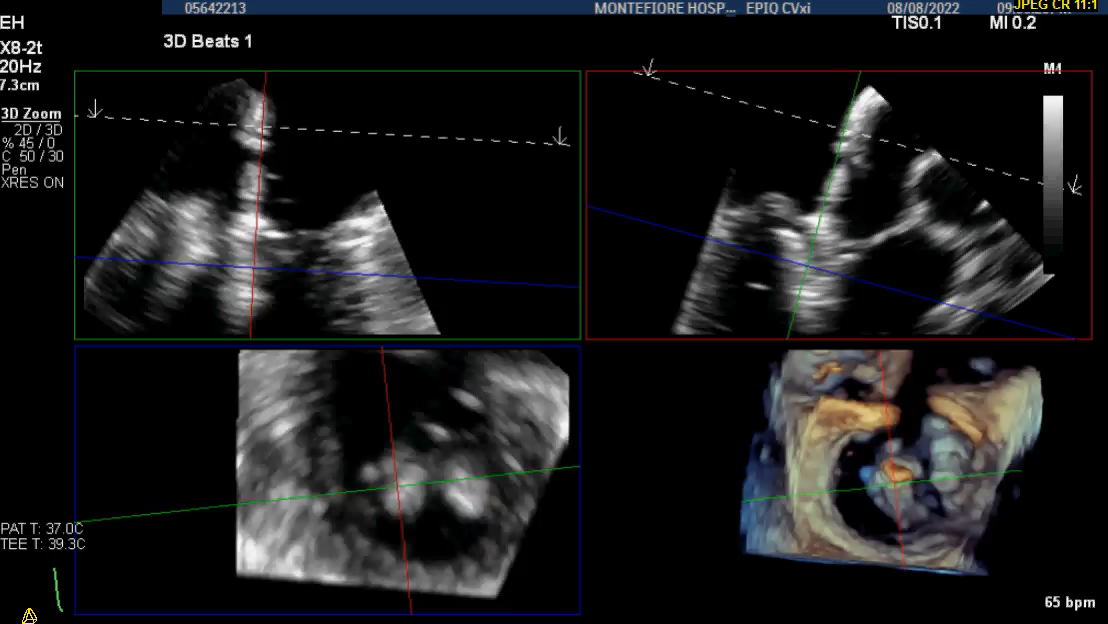 05642213 MONTEFIORE HOSP... EPIQ CVxi 08/08/2022 JPEG CR 11:1
EH TIS0.1 MI 0.2
3D Beats 1
X8-2t
20Hz
7.3cm
M4
3D Zoom
2D / 3D
% 45 / 0
C 50 / 30
Pen
XRES ON
PAT T: 37.0C
TEE T: 39.3C
65 bpm